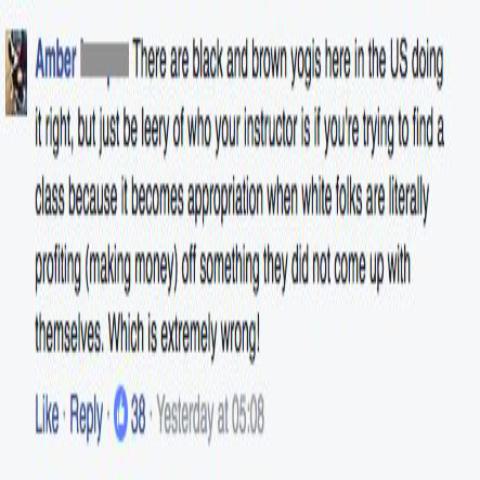 Amber There are black and brown yogis here in the US doing
it right, but just be leery of who your instructor is if you're trying to find a
class because it becomes appropriation when white folks are literally
profiting (making money) off something they did not come up with
themselves. Which is extremely wrong!
Like · Reply · 38 · Yesterday at 05:08